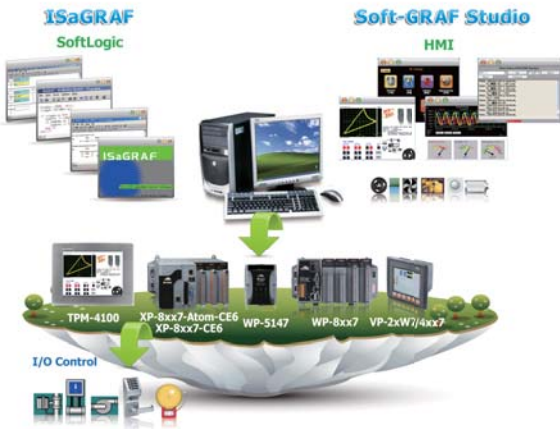 ISaGRAF
Soft-GRAF Studio
SoftLogic
HMI
ISaGRAF
TPM-4100
XP-8xx7-Atom-CE6
XP-8xx7-CE6
WP-5147
WP-8xx7
VP-2xW7/4xx7
I/O Control